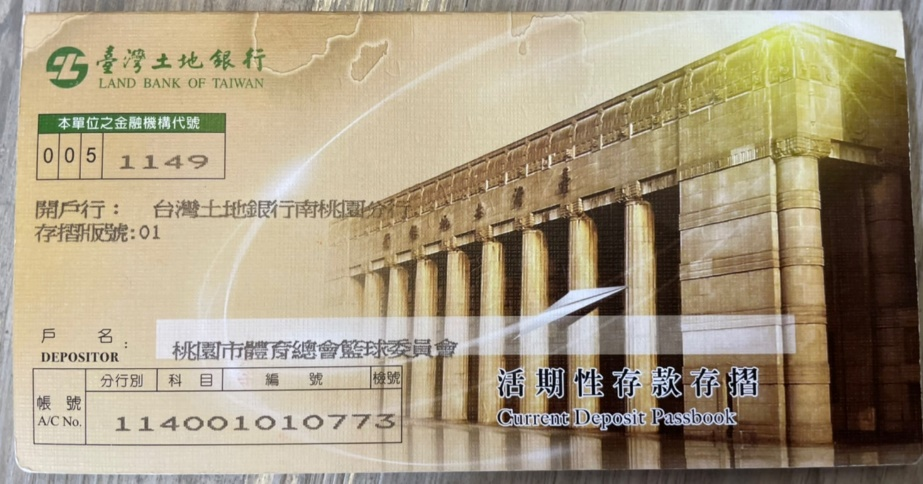 臺灣土地銀行
LAND BANK OF TAIWAN
本單位之金融機構代號
005 1149
開戶行： 台灣土地銀行南桃園分行
存摺版號:01
戶 名：
DEPOSITOR
桃園市體育總會籃球委員會
分行別 科目 編號 檢號
帳號
A/C No.
114001010773
活期性存款存摺
Current Deposit Passbook